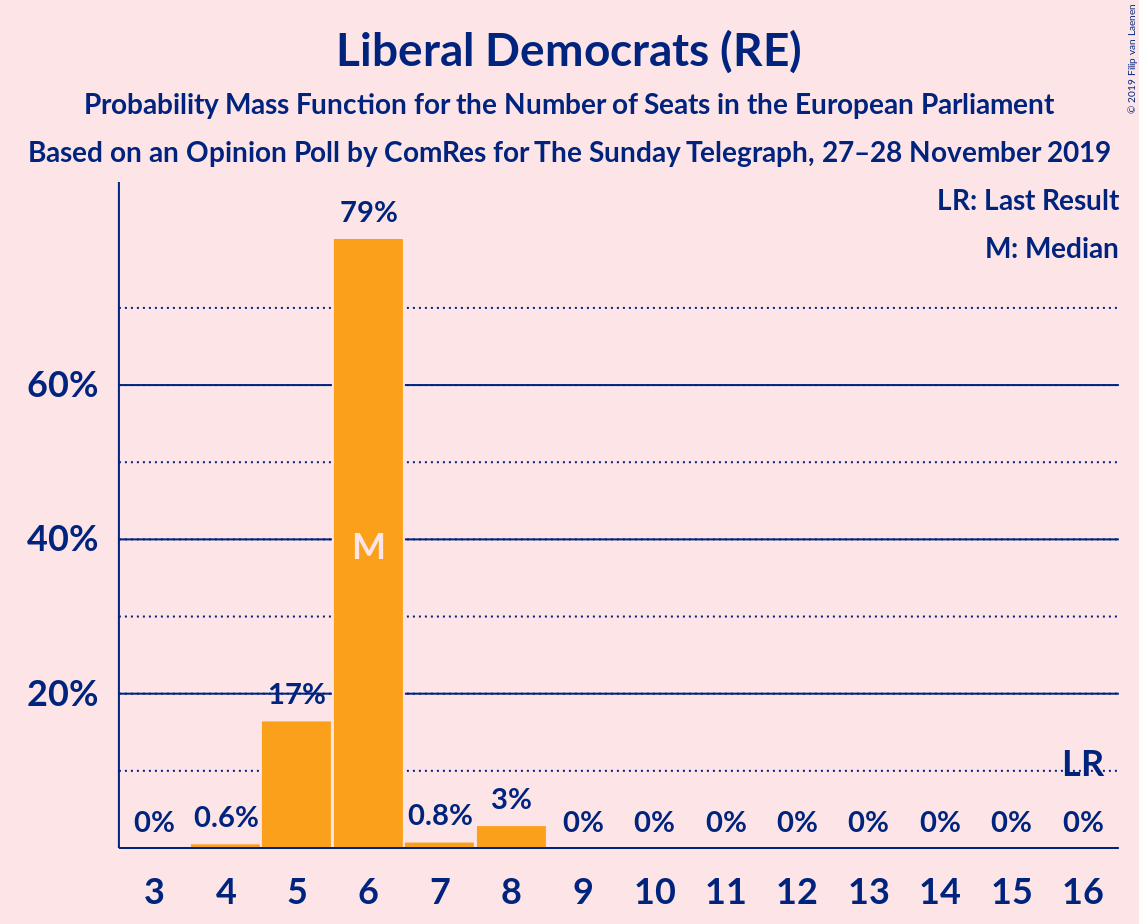 Liberal Democrats (RE)
Probability Mass Function for the Number of Seats in the European Parliament
Based on an Opinion Poll by ComRes for The Sunday Telegraph, 27–28 November 2019
© 2019 Filip van Laenen
LR: Last Result
M: Median
79%
60%
40%
M
20%
17%
LR
0%
0.6%
0.8%
3%
0%
0%
0%
0%
0%
0%
0%
0%
3 4 5 6 7 8 9 10 11 12 13 14 15 16